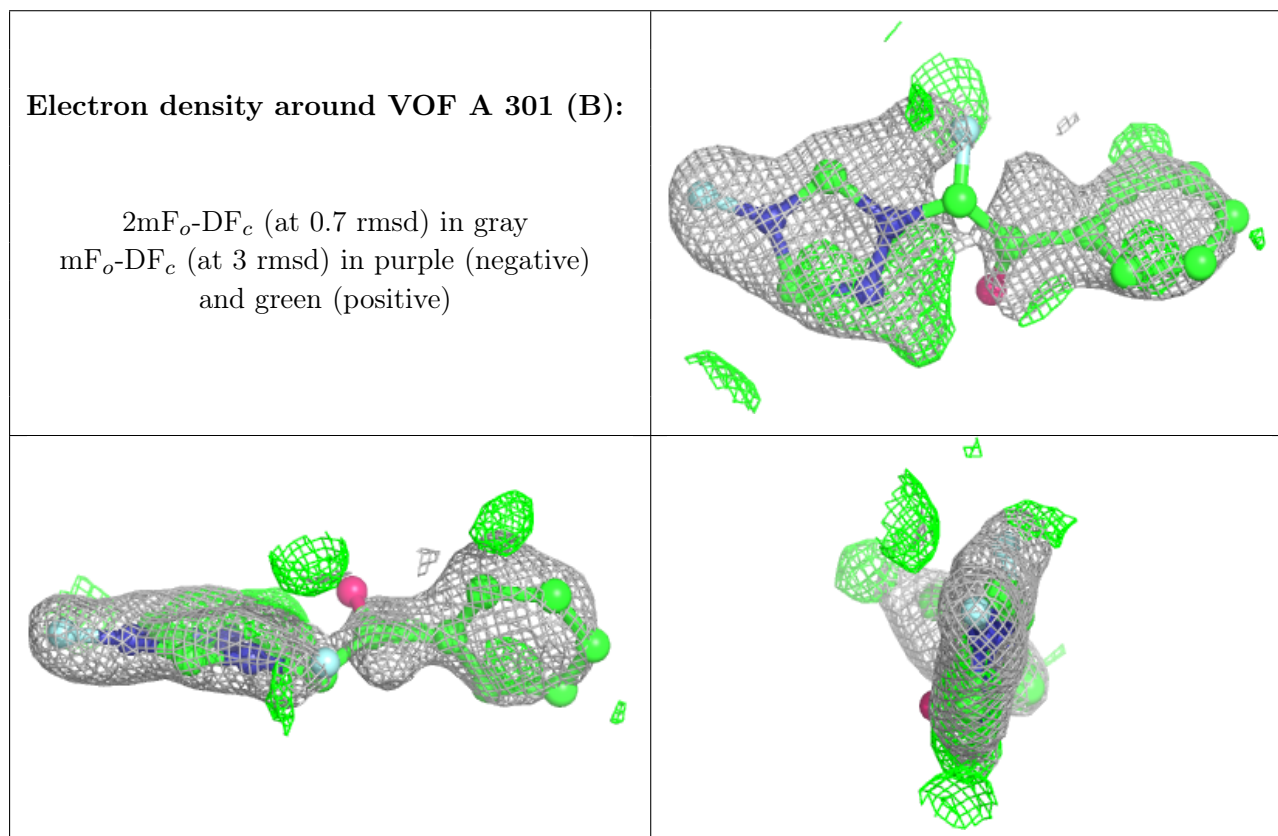 Electron density around VOF A 301 (B):
2mFo-DFc (at 0.7 rmsd) in gray
mFo-DFc (at 3 rmsd) in purple (negative)
and green (positive)